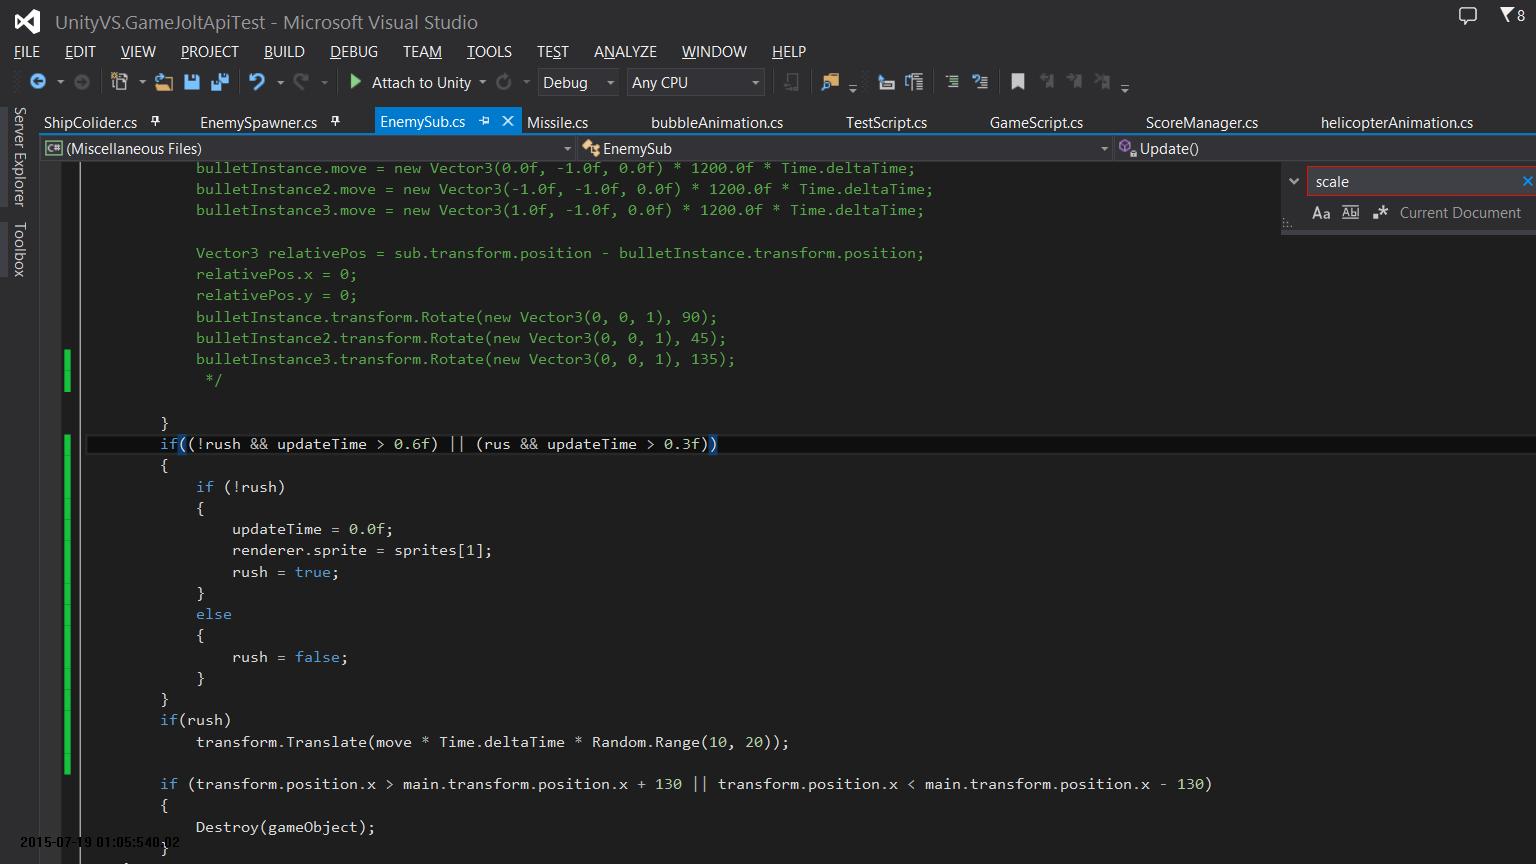 UnityVS.GameJoltApiTest - Microsoft Visual Studio
8
FILE EDIT VIEW PROJECT BUILD DEBUG TEAM TOOLS TEST ANALYZE WINDOW HELP
Attach to Unity Debug Any CPU
Server Explorer
Toolbox
ShipColider.cs EnemySpawner.cs EnemySub.cs Missile.cs bubbleAnimation.cs TestScript.cs GameScript.cs ScoreManager.cs helicopterAnimation.cs
C# (Miscellaneous Files) EnemySub Update()
scale
Aa Abl .* Current Document
bulletInstance.move = new Vector3(0.0f, -1.0f, 0.0f) * 1200.0f * Time.deltaTime;
bulletInstance2.move = new Vector3(-1.0f, -1.0f, 0.0f) * 1200.0f * Time.deltaTime;
bulletInstance3.move = new Vector3(1.0f, -1.0f, 0.0f) * 1200.0f * Time.deltaTime;
Vector3 relativePos = sub.transform.position - bulletInstance.transform.position;
relativePos.x = 0;
relativePos.y = 0;
bulletInstance.transform.Rotate(new Vector3(0, 0, 1), 90);
bulletInstance2.transform.Rotate(new Vector3(0, 0, 1), 45);
bulletInstance3.transform.Rotate(new Vector3(0, 0, 1), 135);
*/
}
if((!rush && updateTime > 0.6f) || (rus && updateTime > 0.3f))
{
if (!rush)
{
updateTime = 0.0f;
renderer.sprite = sprites[1];
rush = true;
}
else
{
rush = false;
}
}
if(rush)
transform.Translate(move * Time.deltaTime * Random.Range(10, 20));
if (transform.position.x > main.transform.position.x + 130 || transform.position.x < main.transform.position.x - 130)
{
Destroy(gameObject);
}
2015-07-19 01:05:540.02